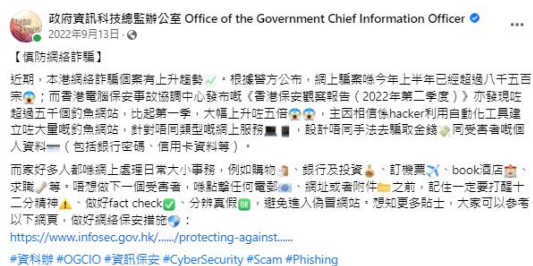 政府資訊科技總監辦公室 Office of the Government Chief Information Officer
2022年9月13日
【慎防網絡詐騙】
近期，本港網絡詐騙個案有上升趨勢📈。根據警方公布，網上騙案喺今年上半年已經超過八千五百
宗😱；而香港電腦保安事故協調中心發布嘅《香港保安觀察報告（2022年第二季度）》亦發現咗
超過五千個釣魚網站，比起第一季，大幅上升咗五倍😨😨，主因相信係hacker利用自動化工具建
立咗大量嘅釣魚網站，針對唔同類型嘅網上服務💻📱，設計唔同手法去騙取金錢💰同受害者嘅個
人資料💳（包括銀行密碼、信用卡資料等）。
而家好多人都喺網上處理日常大小事務，例如購物🛍、銀行及投資💰、訂機票✈️、book酒店🏨、
求職🔎等。唔想做下一個受害者，喺點擊任何電郵📧、網址或者附件📁之前，記住一定要打醒十
二分精神⚠️、做好fact check✅、分辨真假🆗，避免進入偽冒網站。想知更多貼士，大家可以參考
以下網頁，做好網絡保安措施🛡：
https://www.infosec.gov.hk/....../protecting-against......
#資科辦 #OGCIO #資訊保安 #CyberSecurity #Scam #Phishing